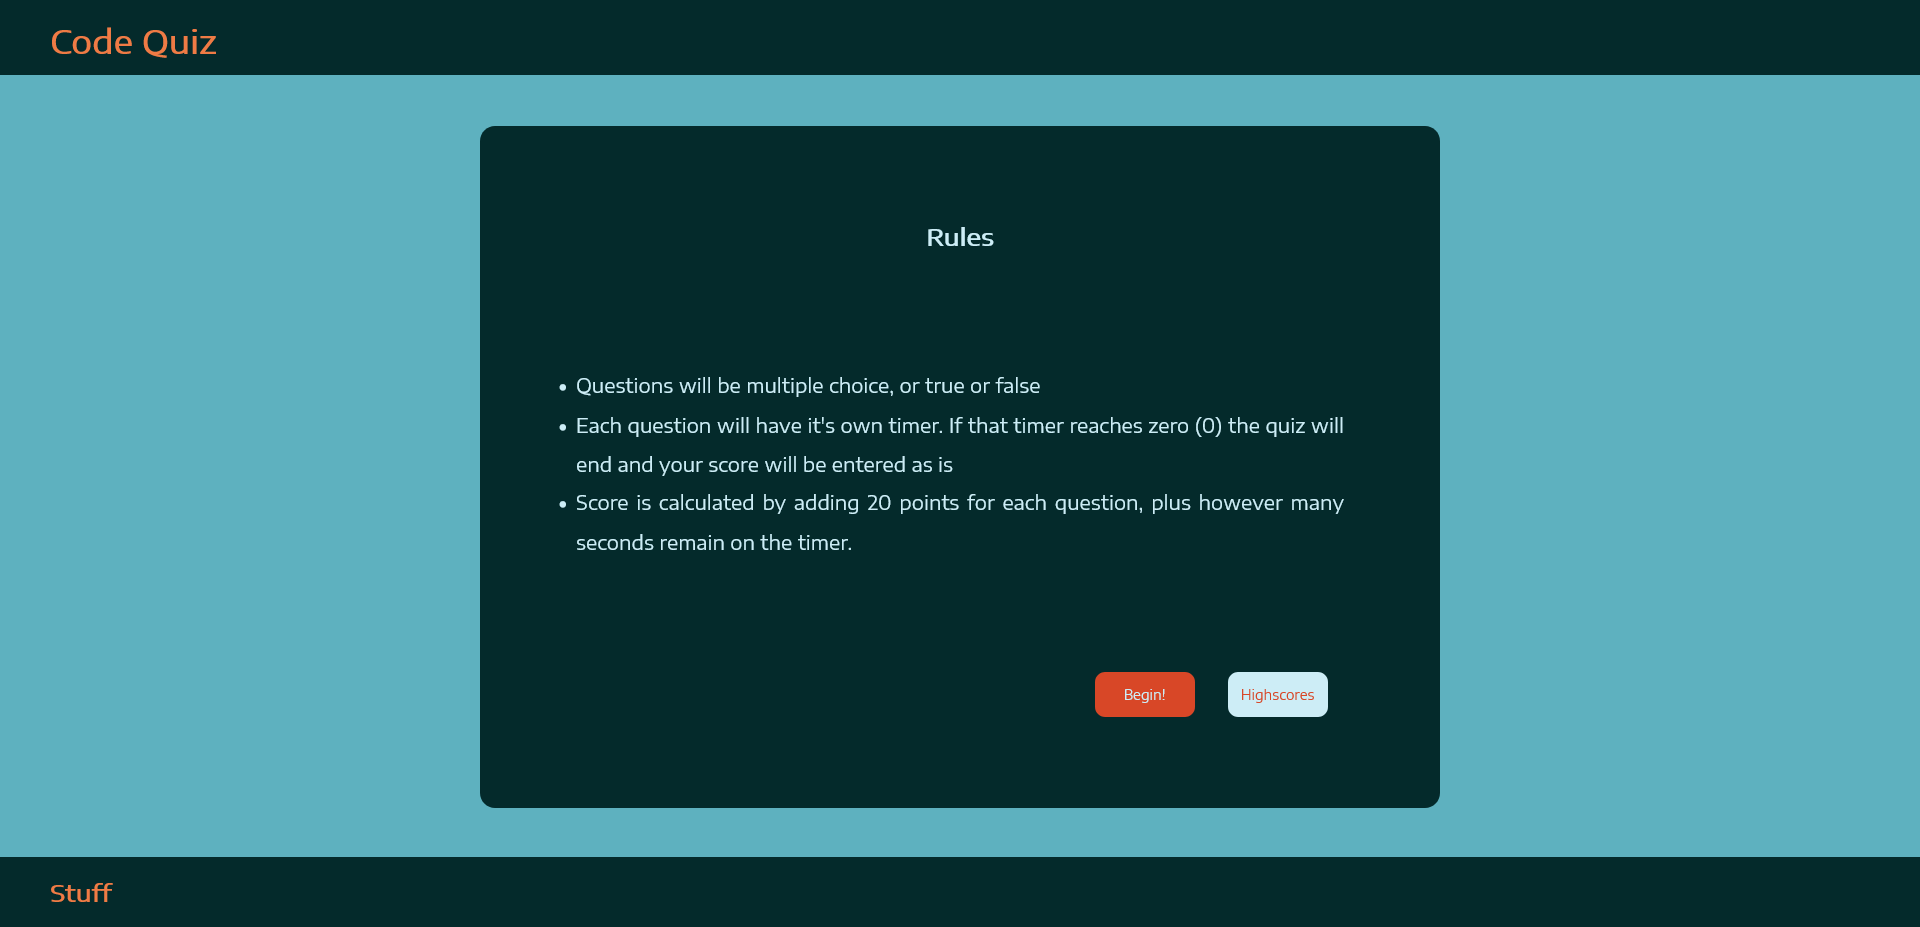 Code Quiz
Rules
• Questions will be multiple choice, or true or false
• Each question will have it's own timer. If that timer reaches zero (0) the quiz will
end and your score will be entered as is
• Score is calculated by adding 20 points for each question, plus however many
seconds remain on the timer.
Begin!
Highscores
Stuff